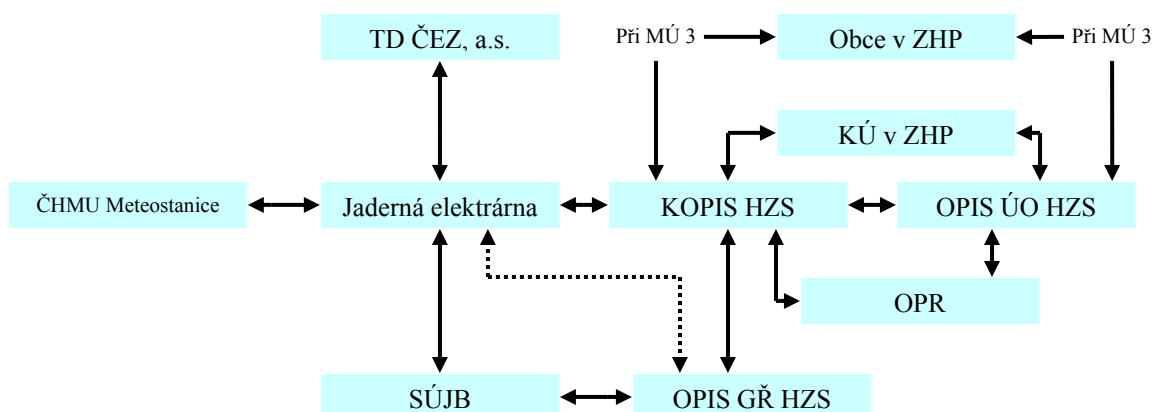 TD ČEZ, a.s.
Při MÚ 3
Obce v ZHP
Při MÚ 3
KÚ v ZHP
ČHMU Meteostanice
Jaderná elektrárna
KOPIS HZS
OPIS ÚO HZS
OPR
SÚJB
OPIS GŘ HZS